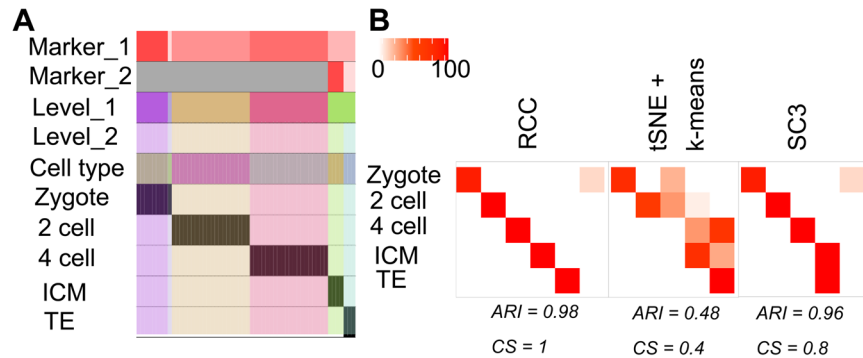 A
Marker_1
Marker_2
Level_1
Level_2
Cell type
Zygote
2 cell
4 cell
ICM
TE
B
0 100
RCC
tSNE +
k-means
SC3
Zygote
2 cell
4 cell
ICM
TE
ARI = 0.98 ARI = 0.48 ARI = 0.96
CS = 1 CS = 0.4 CS = 0.8